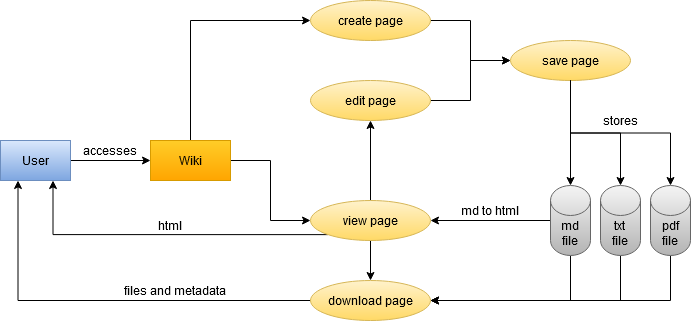 create page
save page
edit page
stores
accesses
User
Wiki
md to html
md
file
txt
file
pdf
file
html
view page
files and metadata
download page